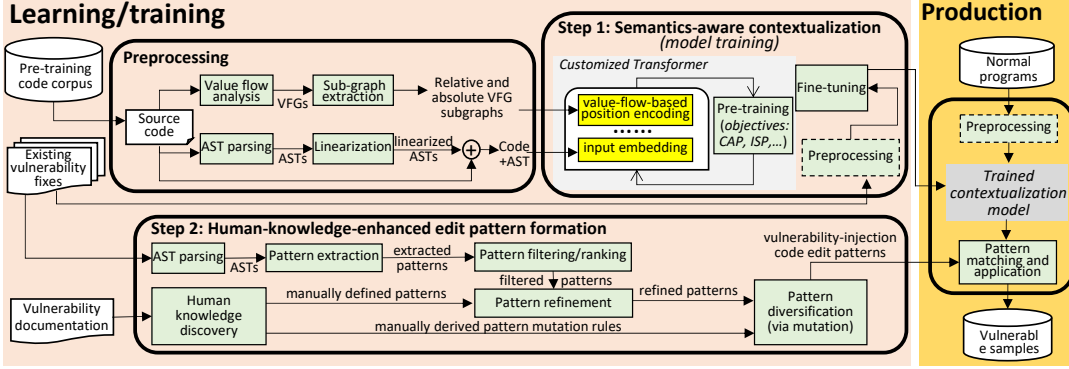 Learning/training
Production
Pre-training
code corpus
Preprocessing
Value flow
analysis
VFGs
Sub-graph
extraction
Relative and
absolute VFG
subgraphs
Source
code
AST parsing
ASTs
Linearization
linearized
ASTs
Code
+AST
Existing
vulnerability
fixes
Step 1: Semantics-aware contextualization
(model training)
Customized Transformer
value-flow-based
position encoding
......
input embedding
Pre-training
(objectives:
CAP, ISP,...)
Fine-tuning
Preprocessing
Step 2: Human-knowledge-enhanced edit pattern formation
AST parsing
ASTs
Pattern extraction
extracted
patterns
Pattern filtering/ranking
filtered patterns
vulnerability-injection
code edit patterns
Vulnerability
documentation
Human
knowledge
discovery
manually defined patterns
Pattern refinement
refined patterns
manually derived pattern mutation rules
Pattern
diversification
(via mutation)
Normal
programs
Preprocessing
Trained
contextualization
model
Pattern
matching and
application
Vulnerabl
e samples